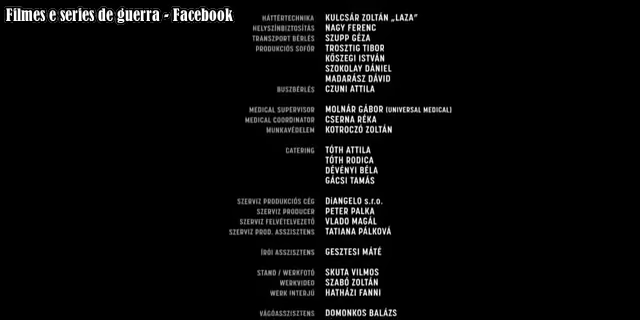 Filmes e series de guerra - Facebook
HÁTTÉRTECHNIKA KULCSÁR ZOLTÁN „LAZA”
HELYSZÍNBIZTOSÍTÁS NAGY FERENC
TRANSZPORT BÉRLÉS SZUPP GÉZA
PRODUKCIÓS SOFŐR TROSZTIG TIBOR
KŐSZEGI ISTVÁN
SZOKOLAY DÁNIEL
MADARÁSZ DÁVID
BUSZBÉRLÉS CZUNI ATTILA
MEDICAL SUPERVISOR MOLNÁR GÁBOR (UNIVERSAL MEDICAL)
MEDICAL COORDINATOR CSERNA RÉKA
MUNKAVÉDELEM KOTROCZÓ ZOLTÁN
CATERING TÓTH ATTILA
TÓTH RODICA
DÉVÉNYI BÉLA
GÁCSI TAMÁS
SZERVIZ PRODUKCIÓS CÉG DiANGELO s.r.o.
SZERVIZ PRODUCER PETER PALKA
SZERVIZ FELVÉTELVEZETŐ VLADO MAGÁL
SZERVIZ PROD. ASSZISZTENS TATIANA PÁLKOVÁ
ÍRÓI ASSZISZTENS GESZTESI MÁTÉ
STAND / WERKFOTÓ SKUTA VILMOS
WERKVIDEO SZABÓ ZOLTÁN
WERK INTERJÚ HATHÁZI FANNI
VÁGÓASSZISZTENS DOMONKOS BALÁZS